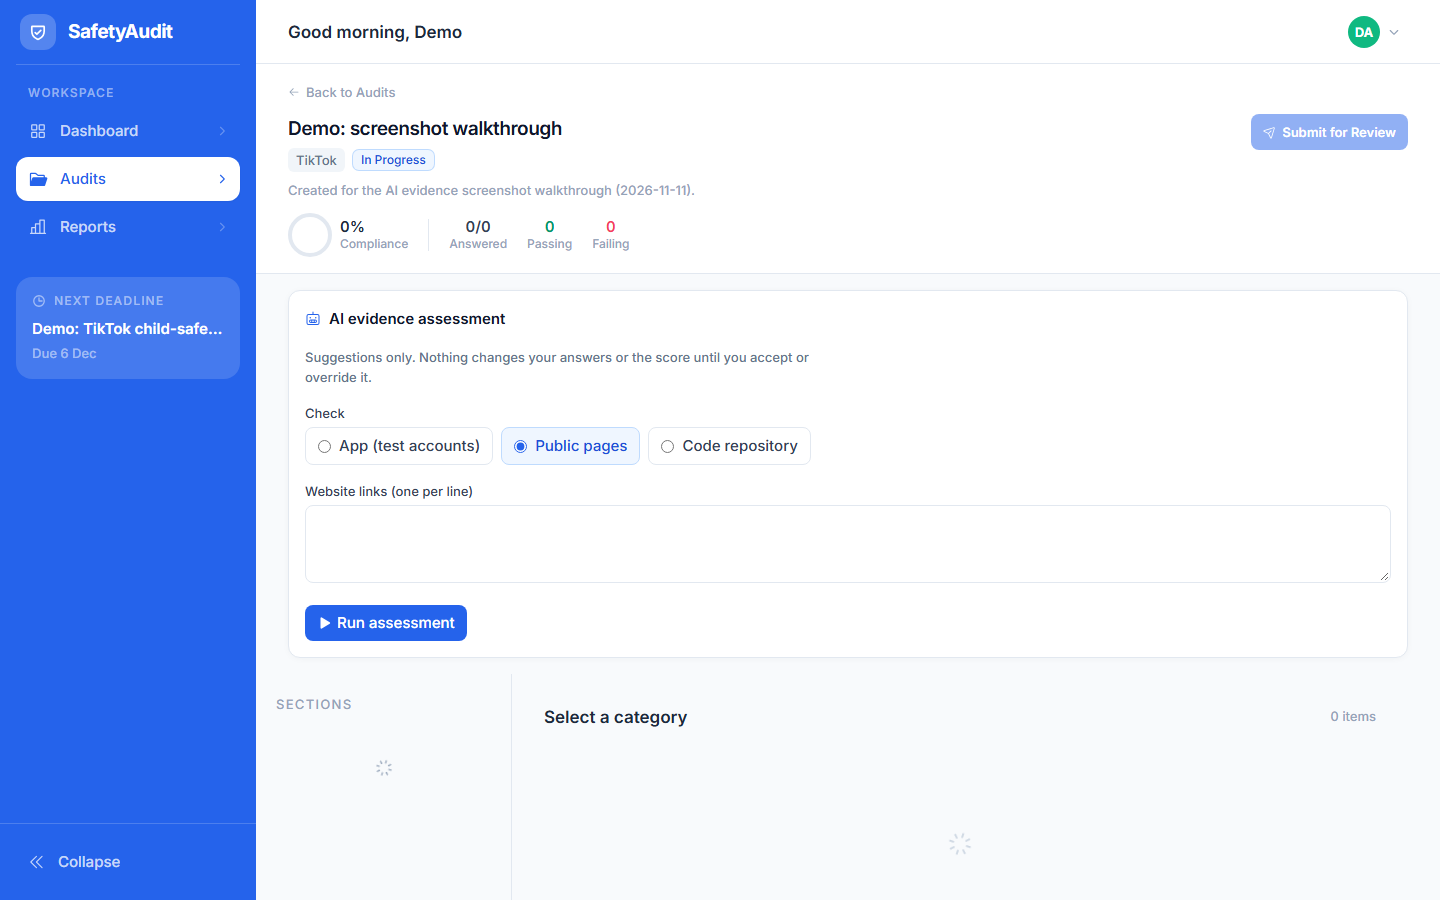 SafetyAudit
WORKSPACE
Dashboard
Audits
Reports
NEXT DEADLINE
Demo: TikTok child-safe...
Due 6 Dec
Collapse
Good morning, Demo
DA
Back to Audits
Demo: screenshot walkthrough
Submit for Review
TikTok
In Progress
Created for the AI evidence screenshot walkthrough (2026-11-11).
0%
Compliance
0/0
Answered
0
Passing
0
Failing
AI evidence assessment
Suggestions only. Nothing changes your answers or the score until you accept or
override it.
Check
App (test accounts)
Public pages
Code repository
Website links (one per line)
Run assessment
SECTIONS
Select a category
0 items